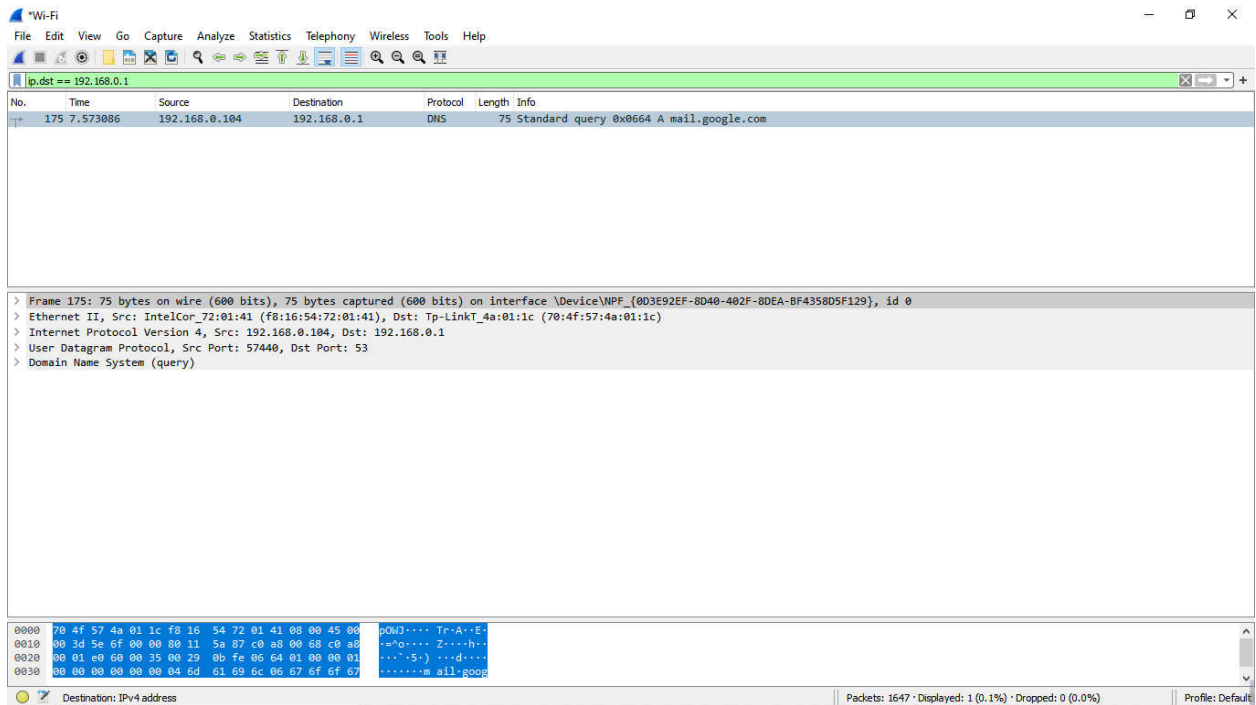 *Wi-Fi
File Edit View Go Capture Analyze Statistics Telephony Wireless Tools Help
ip.dst == 192.168.0.1
No. Time Source Destination Protocol Length Info
175 7.573086 192.168.0.104 192.168.0.1 DNS 75 Standard query 0x0664 A mail.google.com
> Frame 175: 75 bytes on wire (600 bits), 75 bytes captured (600 bits) on interface \Device\NPF_{0D3E92EF-8D40-402F-8DEA-BF4358D5F129}, id 0
> Ethernet II, Src: IntelCor_72:01:41 (f8:16:54:72:01:41), Dst: Tp-LinkT_4a:01:1c (70:4f:57:4a:01:1c)
> Internet Protocol Version 4, Src: 192.168.0.104, Dst: 192.168.0.1
> User Datagram Protocol, Src Port: 57440, Dst Port: 53
> Domain Name System (query)
0000 70 4f 57 4a 01 1c f8 16 54 72 01 41 08 00 45 00 pOWJ···· Tr·A··E·
0010 00 3d 5e 6f 00 00 80 11 5a 87 c0 a8 00 68 c0 a8 ·=^o···· Z····h··
0020 00 01 e0 60 00 35 00 29 0b fe 06 64 01 00 00 01 ···`·5·) ···d····
0030 00 00 00 00 00 00 04 6d 61 69 6c 06 67 6f 6f 67 ·······m ail·goog
Destination: IPv4 address Packets: 1647 · Displayed: 1 (0.1%) · Dropped: 0 (0.0%) Profile: Default